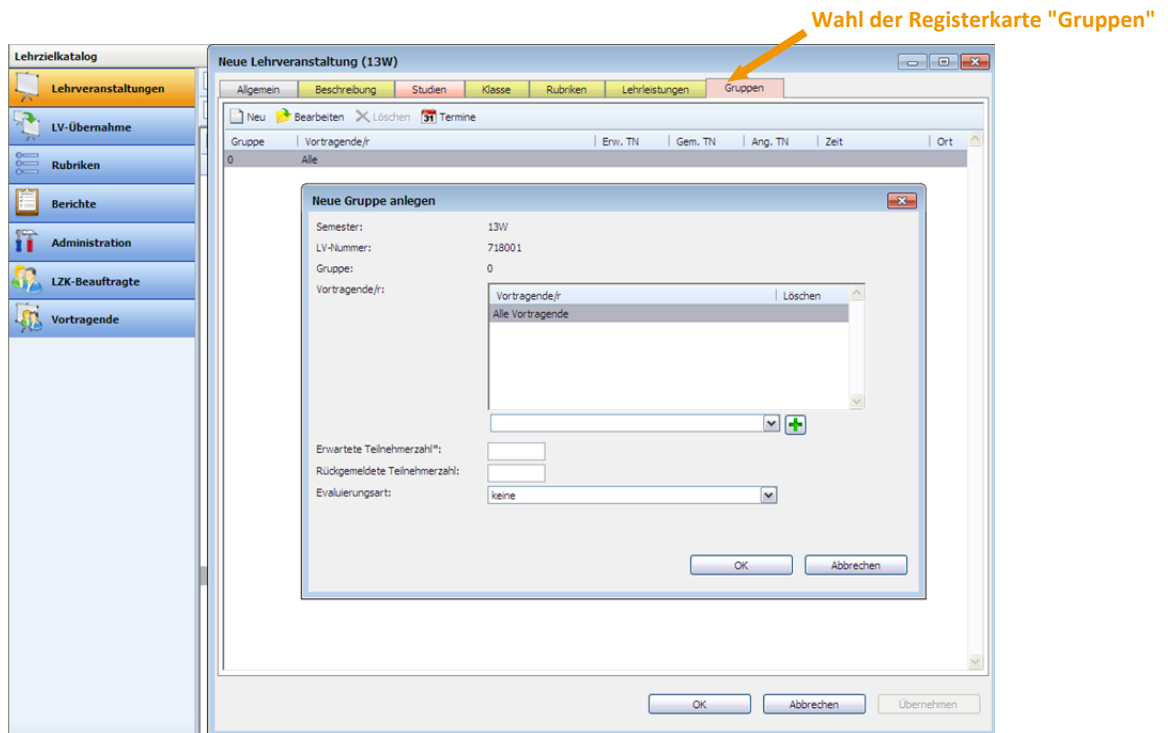 Wahl der Registerkarte "Gruppen"
Lehrzielkatalog
Lehrveranstaltungen
LV-Übernahme
Rubriken
Berichte
Administration
LZK-Beauftragte
Vortragende
Neue Lehrveranstaltung (13W)
Allgemein Beschreibung Studien Klasse Rubriken Lehrleistungen Gruppen
Neu Bearbeiten Löschen 31 Termine
Gruppe Vortragende/r Erw. TN Gem. TN Ang. TN Zeit Ort
0 Alle
Neue Gruppe anlegen
Semester: 13W
LV-Nummer: 718001
Gruppe: 0
Vortragende/r:
Vortragende/r Löschen
Alle Vortragende
Erwartete Teilnehmerzahl*:
Rückgemeldete Teilnehmerzahl:
Evaluierungsart: keine
OK Abbrechen
OK Abbrechen Übernehmen